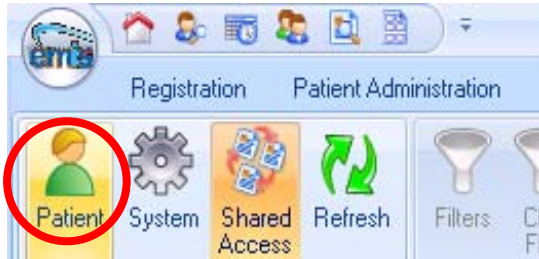 emis
Registration Patient Administration
Patient System Shared Access Refresh Filters